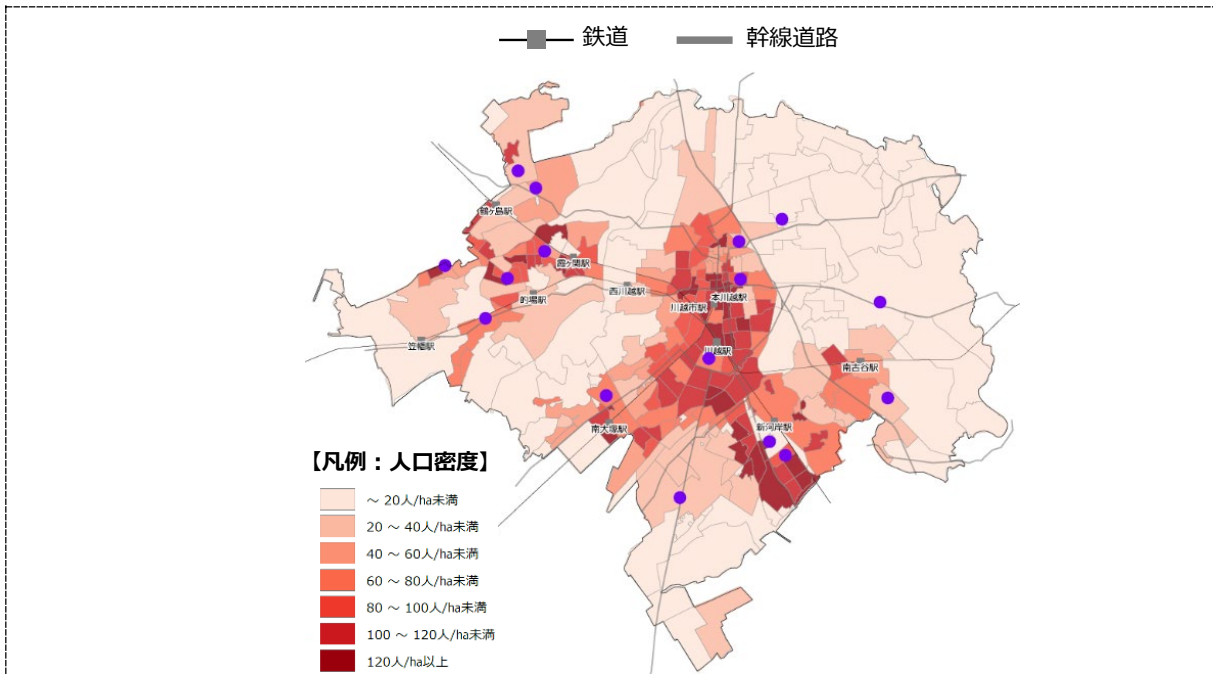 鉄道
幹線道路
鶴ヶ島駅
霞ヶ関駅
的場駅
西川越駅
川越市駅
本川越駅
笠幡駅
川越駅
南古谷駅
南大塚駅
新河岸駅
【凡例：人口密度】
～ 20人/ha未満
20 ～ 40人/ha未満
40 ～ 60人/ha未満
60 ～ 80人/ha未満
80 ～ 100人/ha未満
100 ～ 120人/ha未満
120人/ha以上